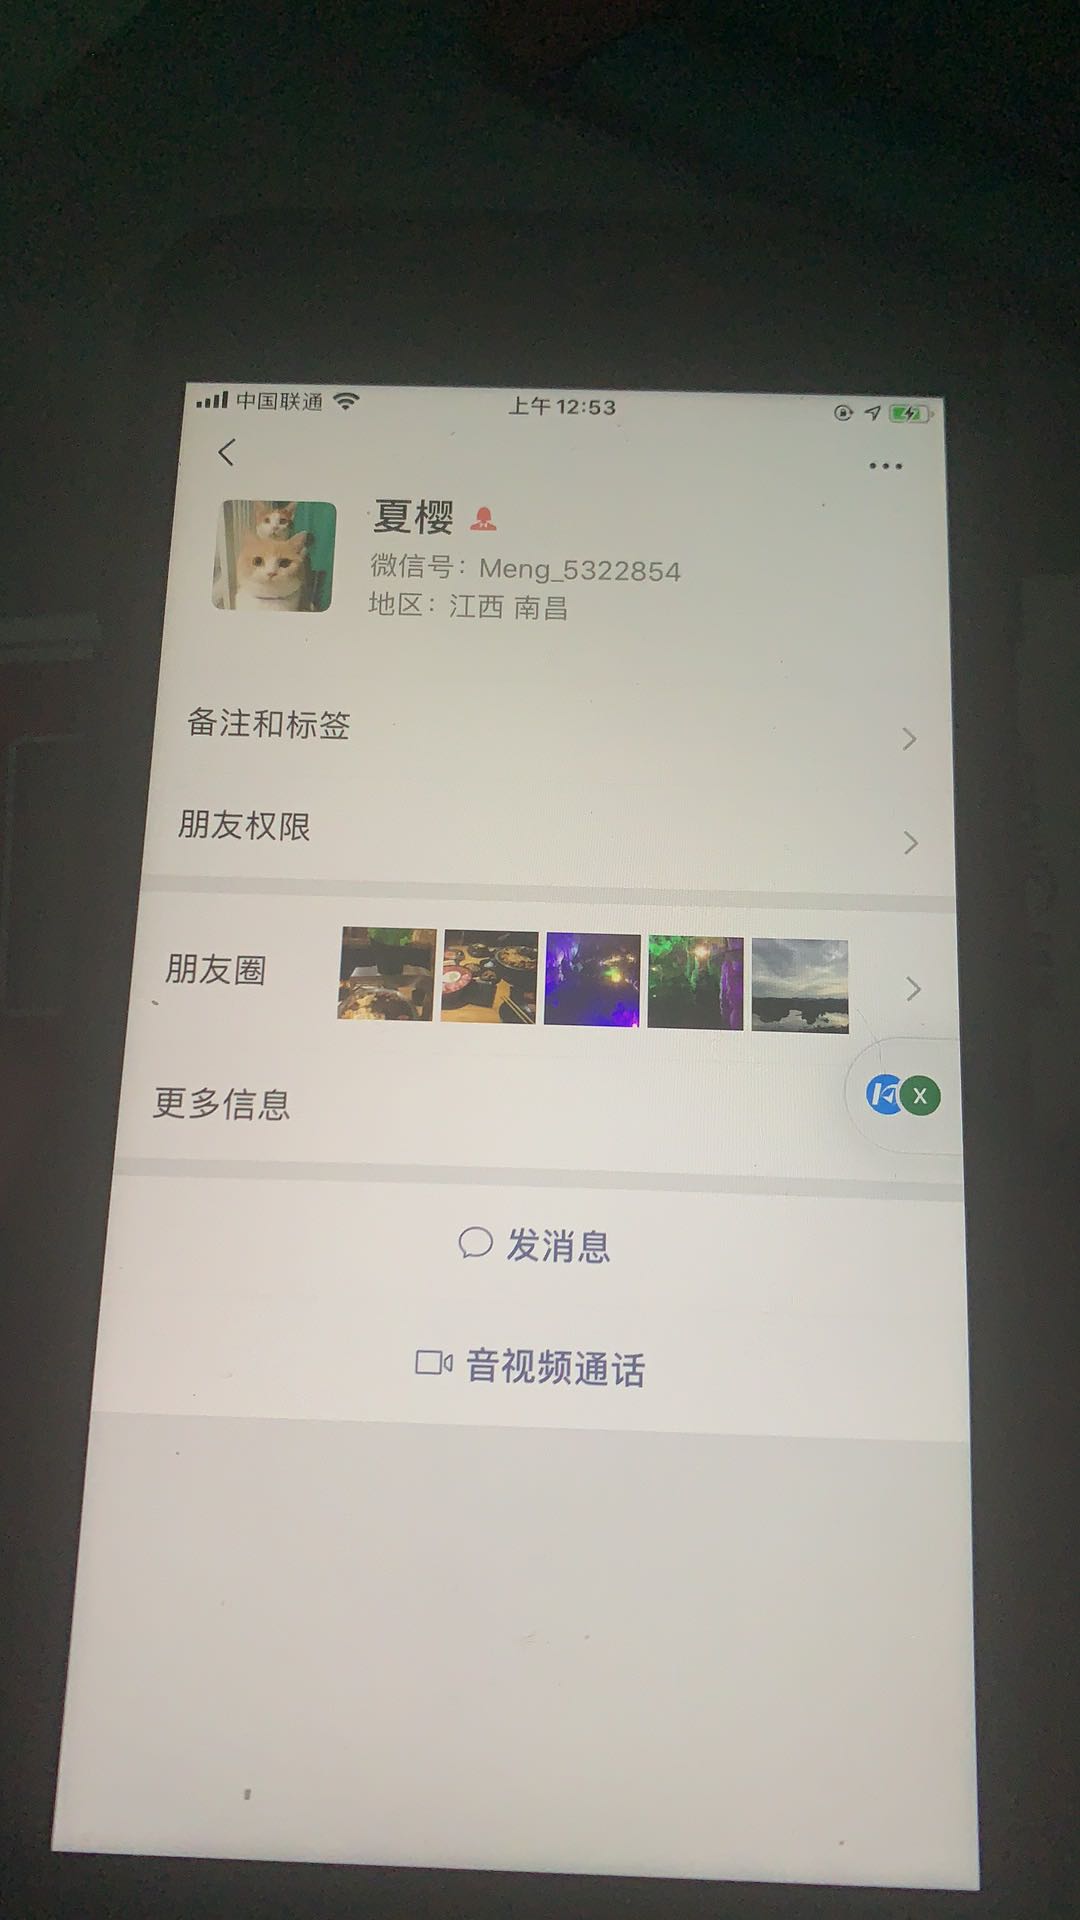 中国联通
上午 12:53
夏樱
微信号：Meng_5322854
地区：江西 南昌
备注和标签
朋友权限
朋友圈
X
更多信息
发消息
音视频通话